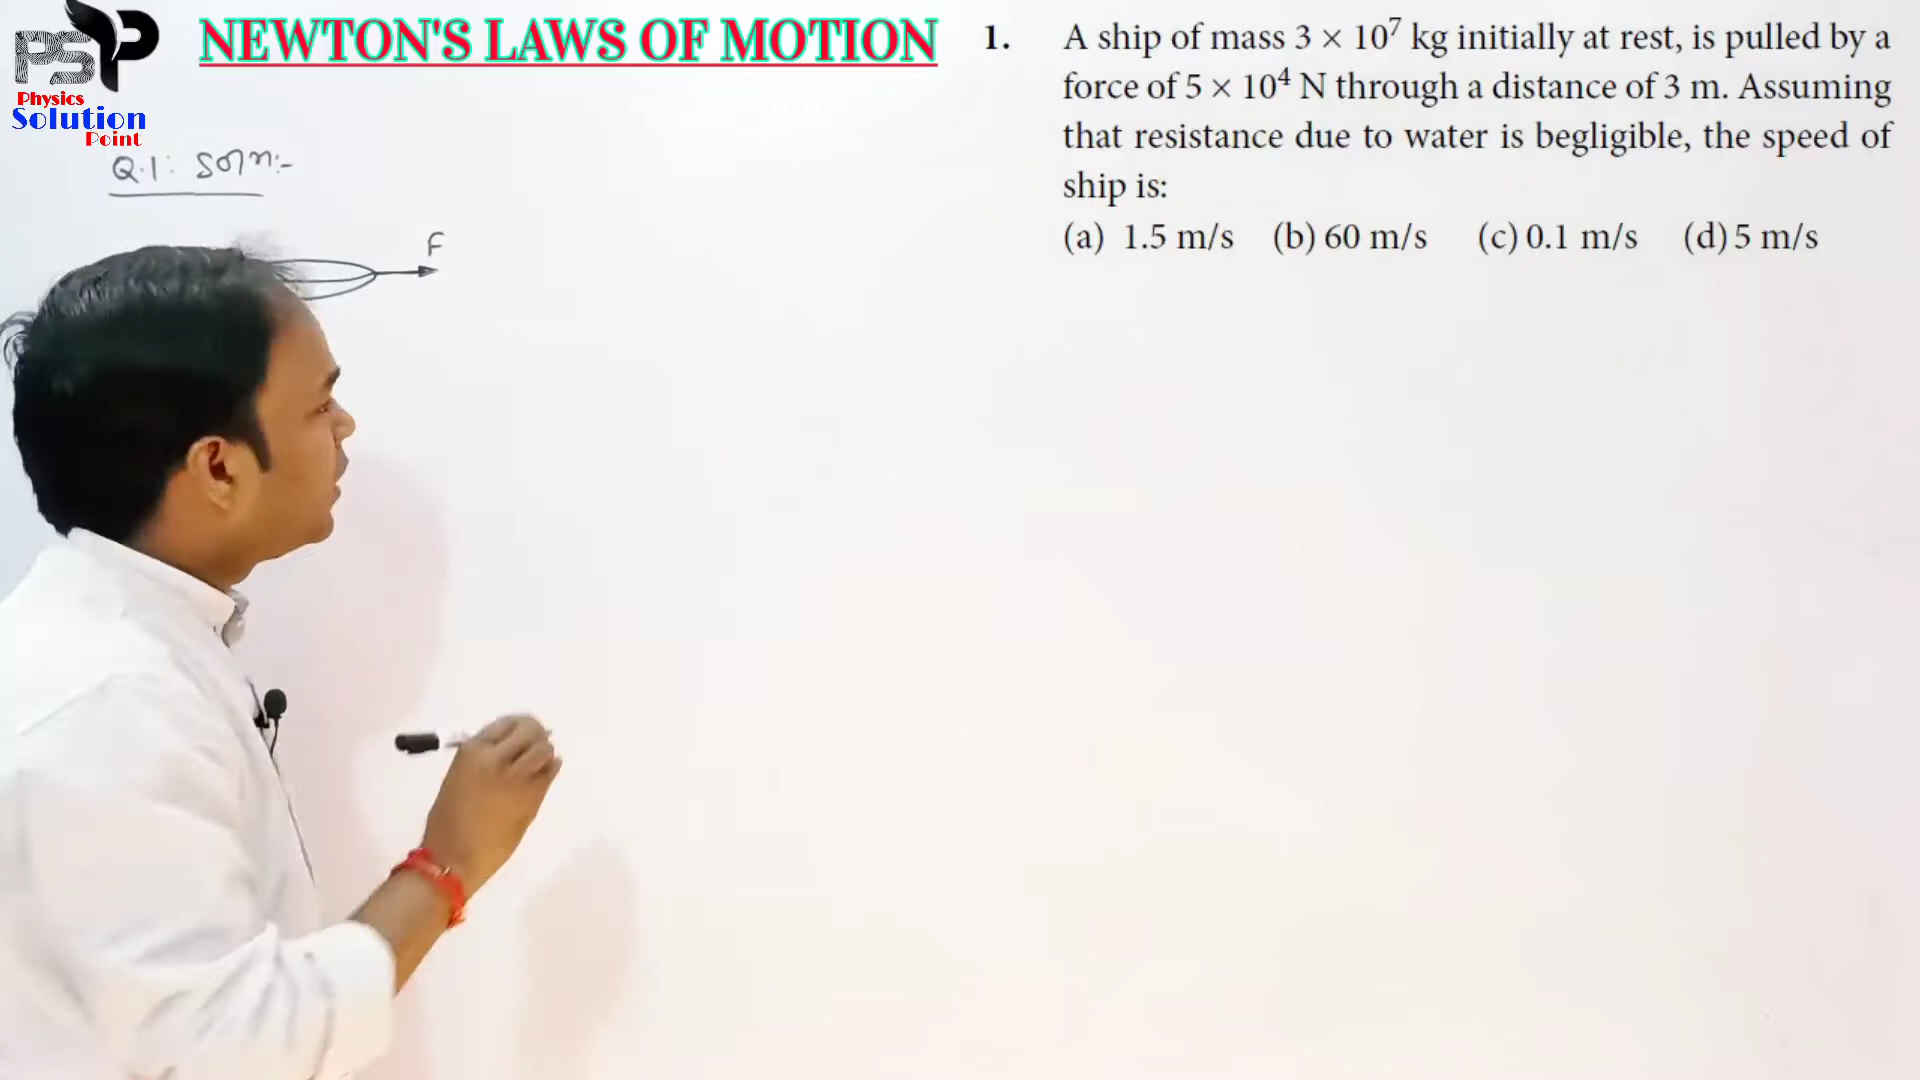 PSP
Physics
Solution
Point
NEWTON'S LAWS OF MOTION
Q.1: Soln:-
F
1. A ship of mass 3 × 10⁷ kg initially at rest, is pulled by a
force of 5 × 10⁴ N through a distance of 3 m. Assuming
that resistance due to water is begligible, the speed of
ship is:
(a) 1.5 m/s (b) 60 m/s (c) 0.1 m/s (d) 5 m/s